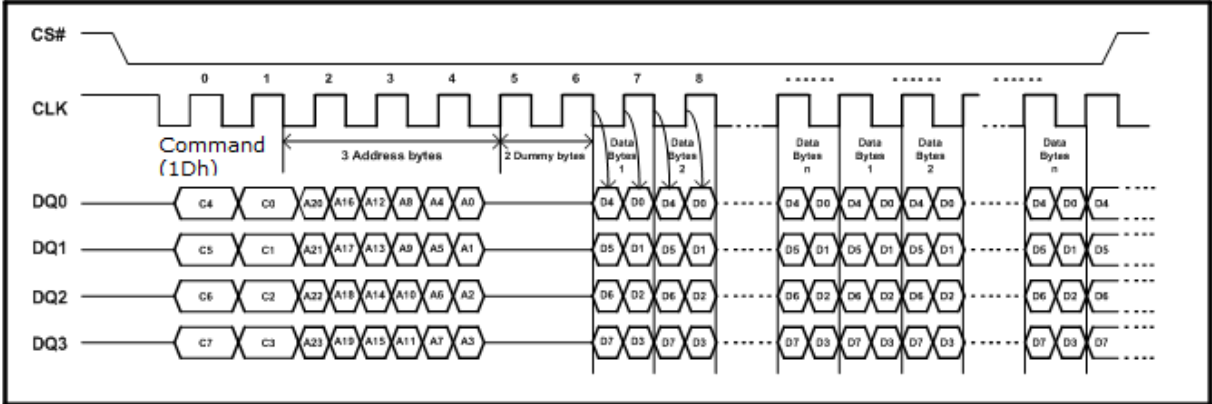 CS#
0 1 2 3 4 5 6 7 8
CLK
Command
(1Dh)
3 Address bytes
2 Dummy bytes
Data
Bytes
1
Data
Bytes
2
Data
Bytes
n
Data
Bytes
1
Data
Bytes
2
Data
Bytes
n
DQ0 C4 C0 A20 A16 A12 A8 A4 A0 D4 D0 D4 D0 D4 D0 D4 D0 D4 D0 D4 D0 D4
DQ1 C5 C1 A21 A17 A13 A9 A5 A1 D5 D1 D5 D1 D5 D1 D5 D1 D5 D1 D5 D1 D5
DQ2 C6 C2 A22 A18 A14 A10 A6 A2 D6 D2 D6 D2 D6 D2 D6 D2 D6 D2 D6 D2 D6
DQ3 C7 C3 A23 A19 A15 A11 A7 A3 D7 D3 D7 D3 D7 D3 D7 D3 D7 D3 D7 D3 D7